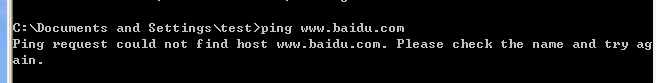 C:\Documents and Settings\test>ping www.baidu.com
Ping request could not find host www.baidu.com. Please check the name and try ag
ain.